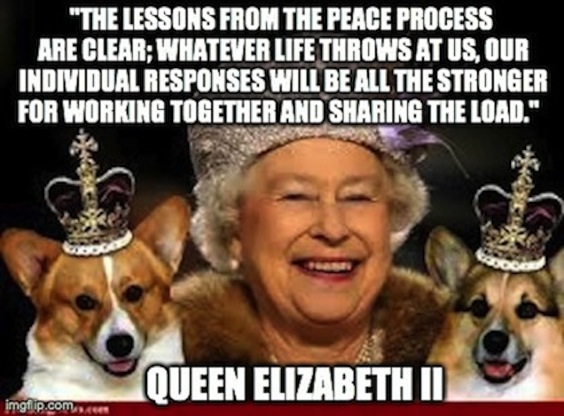 "THE LESSONS FROM THE PEACE PROCESS
ARE CLEAR; WHATEVER LIFE THROWS AT US, OUR
INDIVIDUAL RESPONSES WILL BE ALL THE STRONGER
FOR WORKING TOGETHER AND SHARING THE LOAD."
QUEEN ELIZABETH II
imgflip.com